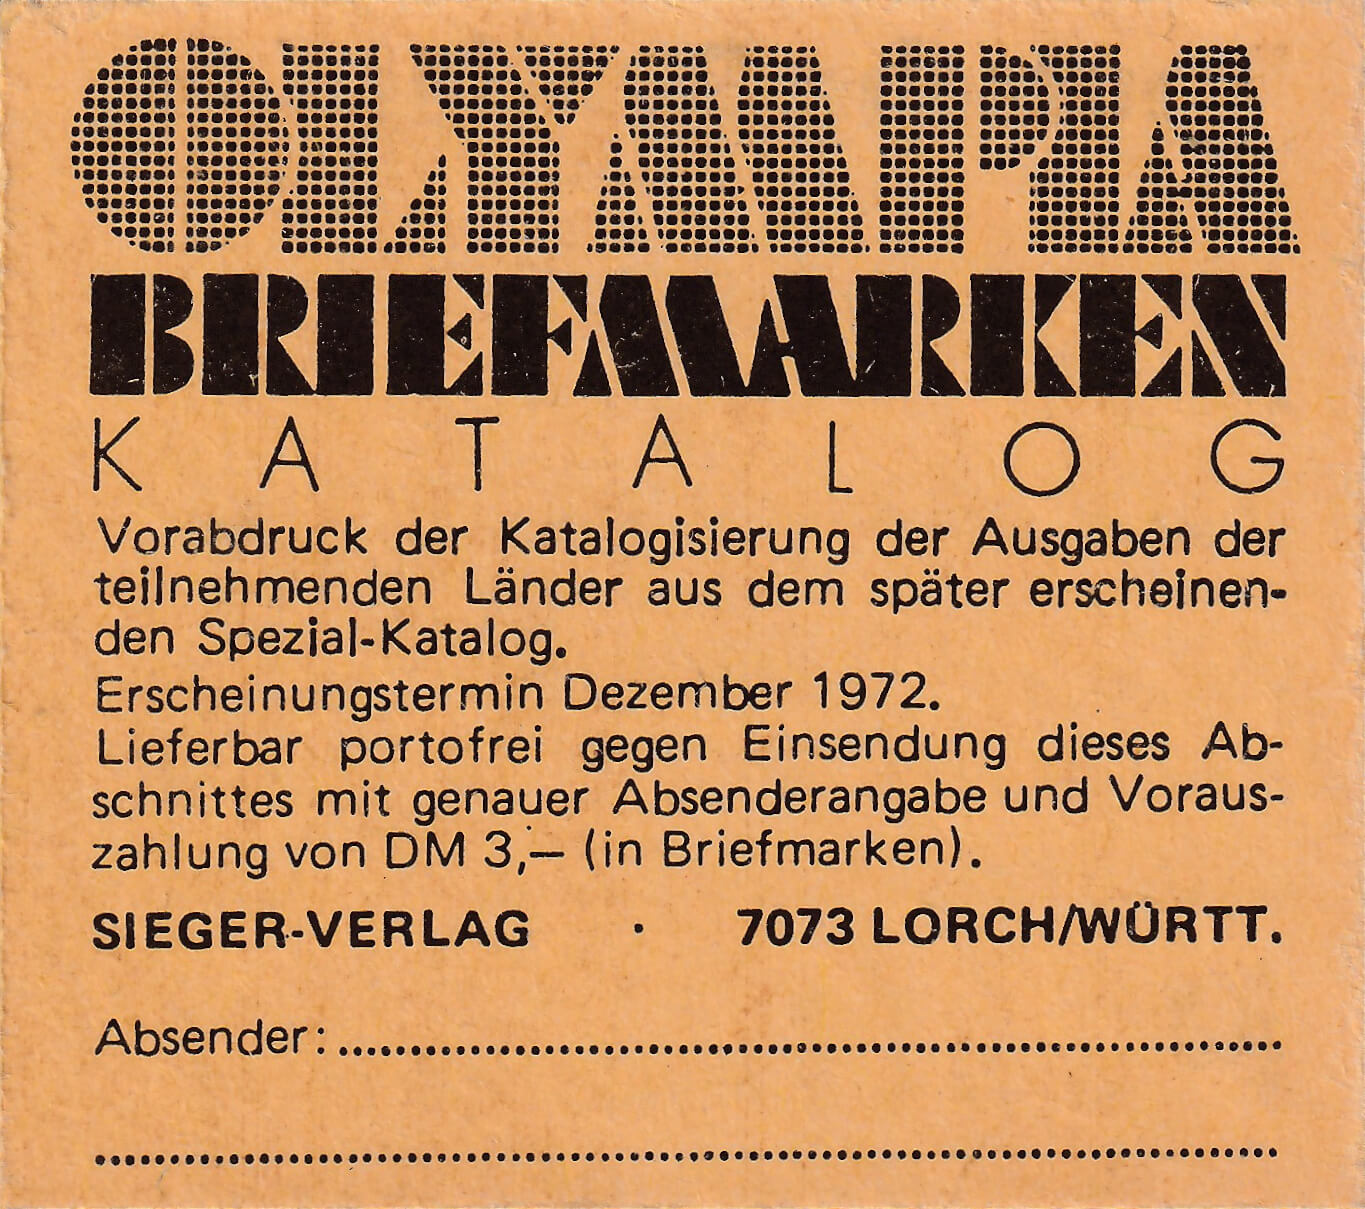 OLYMPIA
BRIEFMARKEN
KATALOG
Vorabdruck der Katalogisierung der Ausgaben der
teilnehmenden Länder aus dem später erscheinen-
den Spezial-Katalog.
Erscheinungstermin Dezember 1972.
Lieferbar portofrei gegen Einsendung dieses Ab-
schnittes mit genauer Absenderangabe und Voraus-
zahlung von DM 3,— (in Briefmarken).
SIEGER-VERLAG · 7073 LORCH/WÜRTT.
Absender: